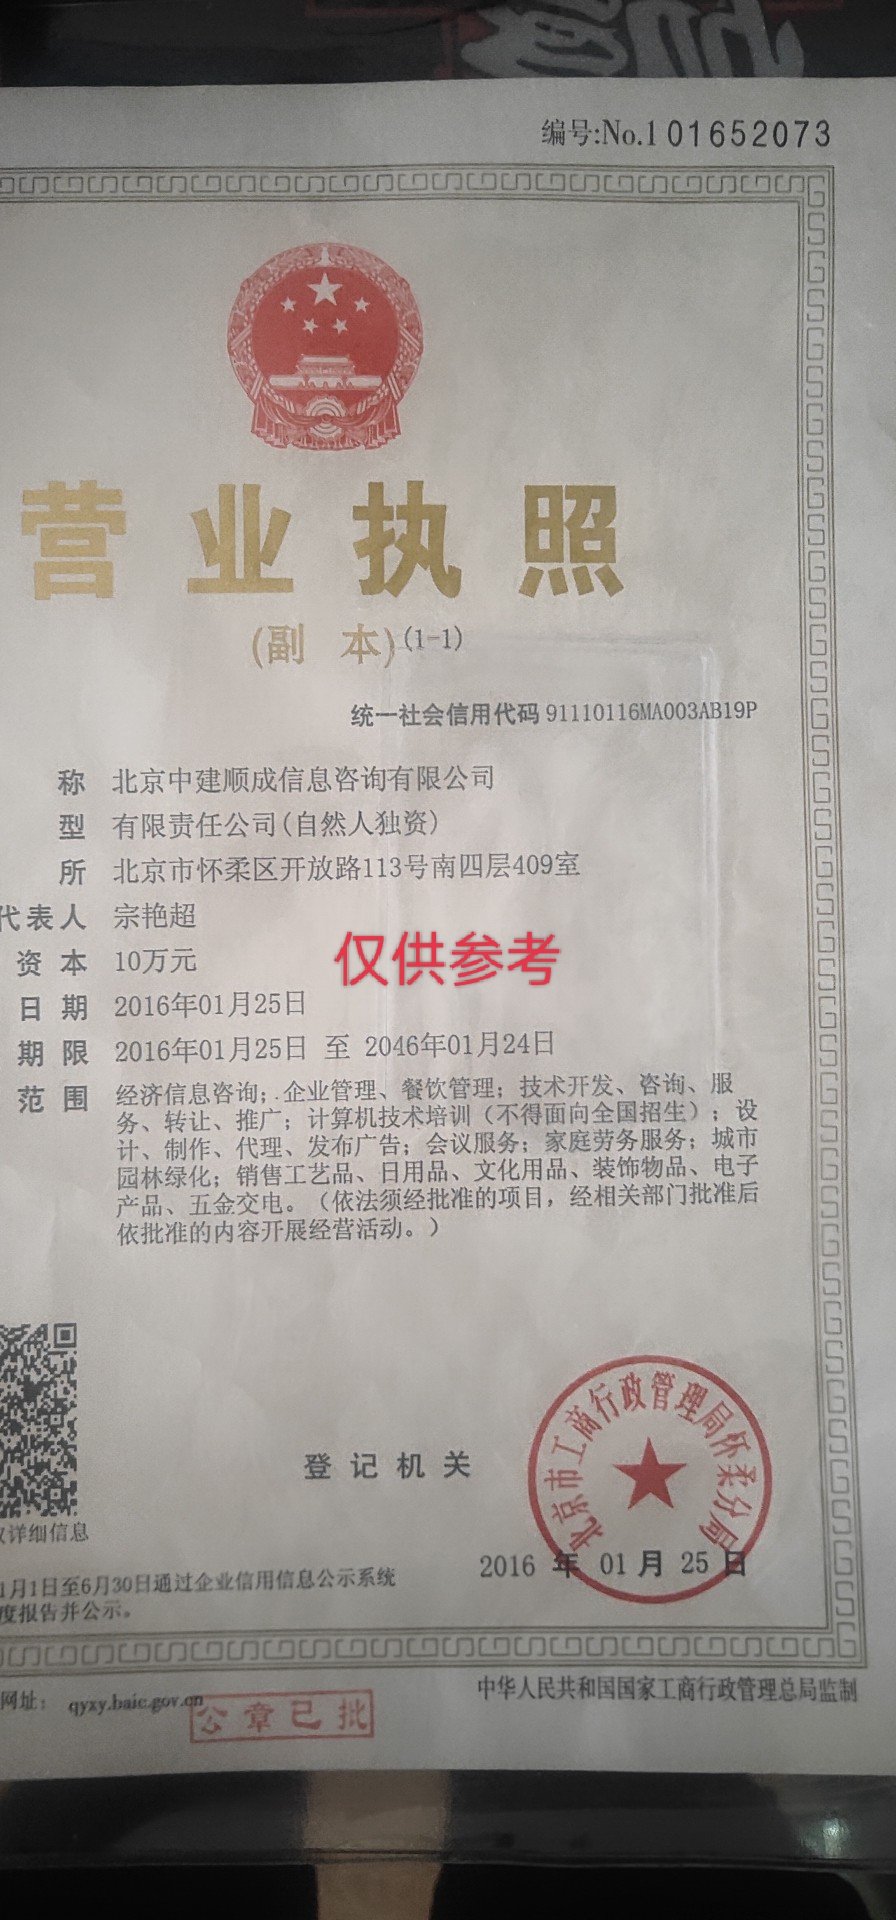 编号:No.1 01652073
营业执照
(副 本)(1-1)
统一社会信用代码 91110116MA003AB19P
称 北京中建顺成信息咨询有限公司
型 有限责任公司(自然人独资)
所 北京市怀柔区开放路113号南四层409室
代表人 宗艳超
资本 10万元
仅供参考
日期 2016年01月25日
期限 2016年01月25日 至 2046年01月24日
范围 经济信息咨询;.企业管理、餐饮管理;技术开发、咨询、服
务、转让、推广;计算机技术培训(不得面向全国招生);设
计、制作、代理、发布广告;会议服务;家庭劳务服务;城市
园林绿化;销售工艺品、日用品、文化用品、装饰物品、电子
产品、五金交电。(依法须经批准的项目,经相关部门批准后
依批准的内容开展经营活动。)
北京市工商行政管理局怀柔分局
登记机关
详细信息
2016 年 01 月 25 日
1月1日至6月30日通过企业信用信息公示系统
度报告并公示。
网址: qyxy.baic.gov.cn
公章已批
中华人民共和国国家工商行政管理总局监制